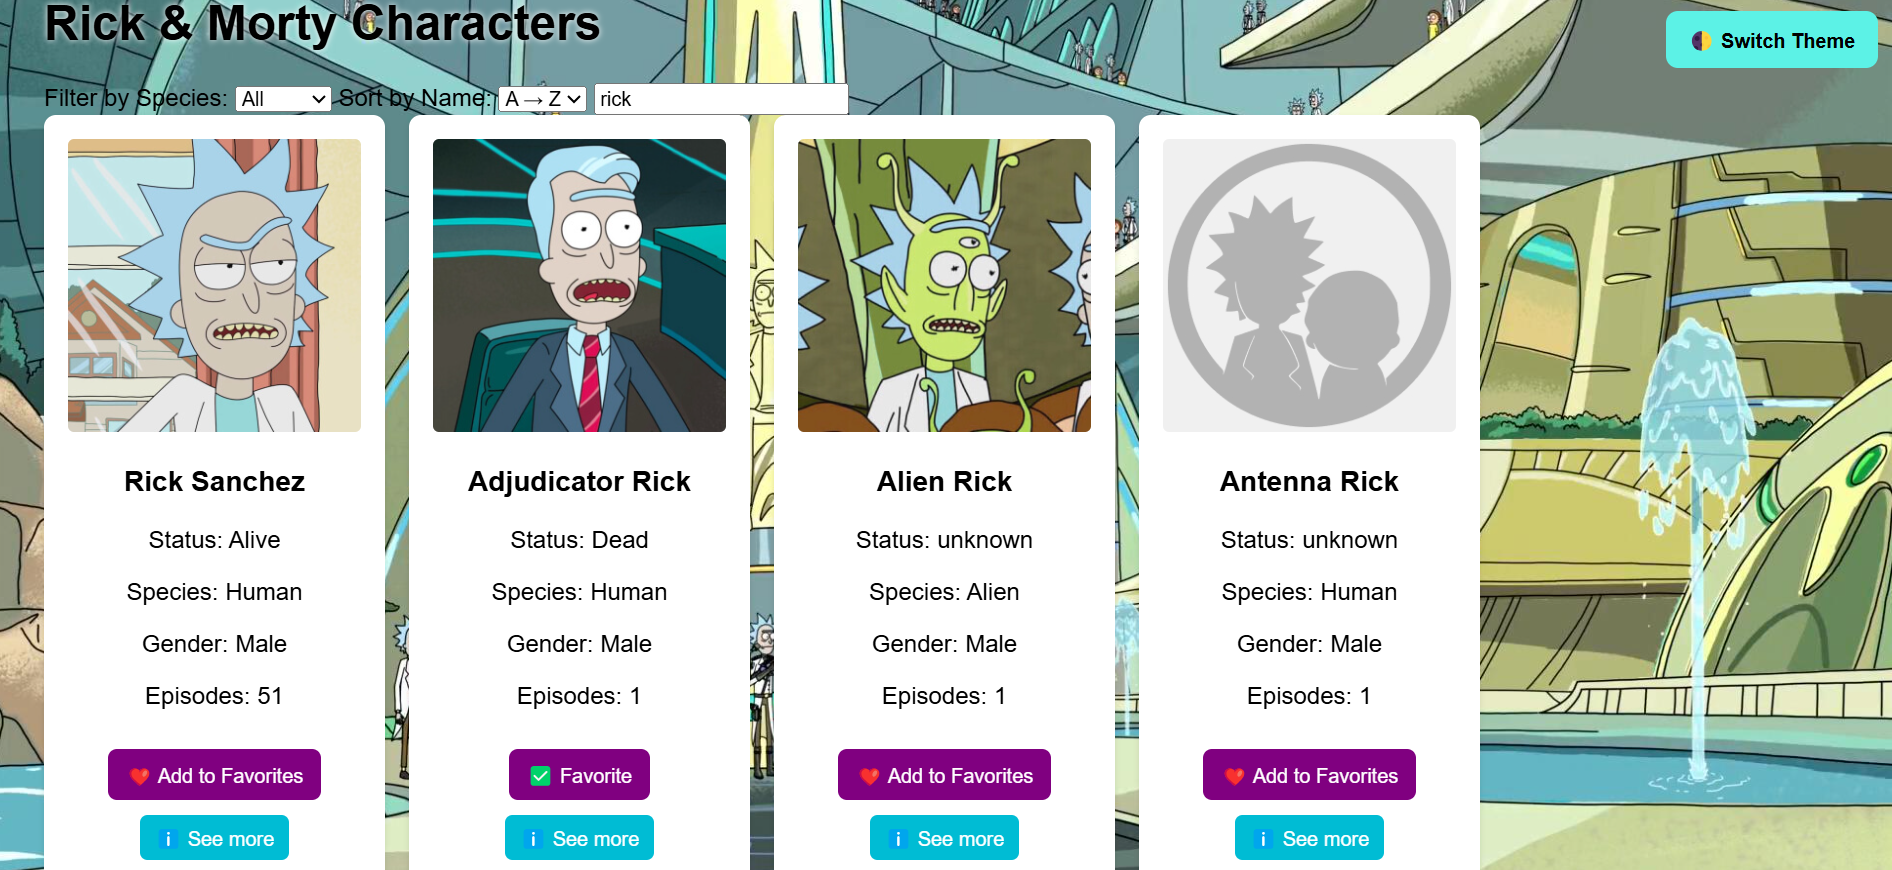 Rick & Morty Characters
Switch Theme
Filter by Species: All Sort by Name: A → Z rick
Rick Sanchez
Status: Alive
Species: Human
Gender: Male
Episodes: 51
Add to Favorites
See more
Adjudicator Rick
Status: Dead
Species: Human
Gender: Male
Episodes: 1
Favorite
See more
Alien Rick
Status: unknown
Species: Alien
Gender: Male
Episodes: 1
Add to Favorites
See more
Antenna Rick
Status: unknown
Species: Human
Gender: Male
Episodes: 1
Add to Favorites
See more